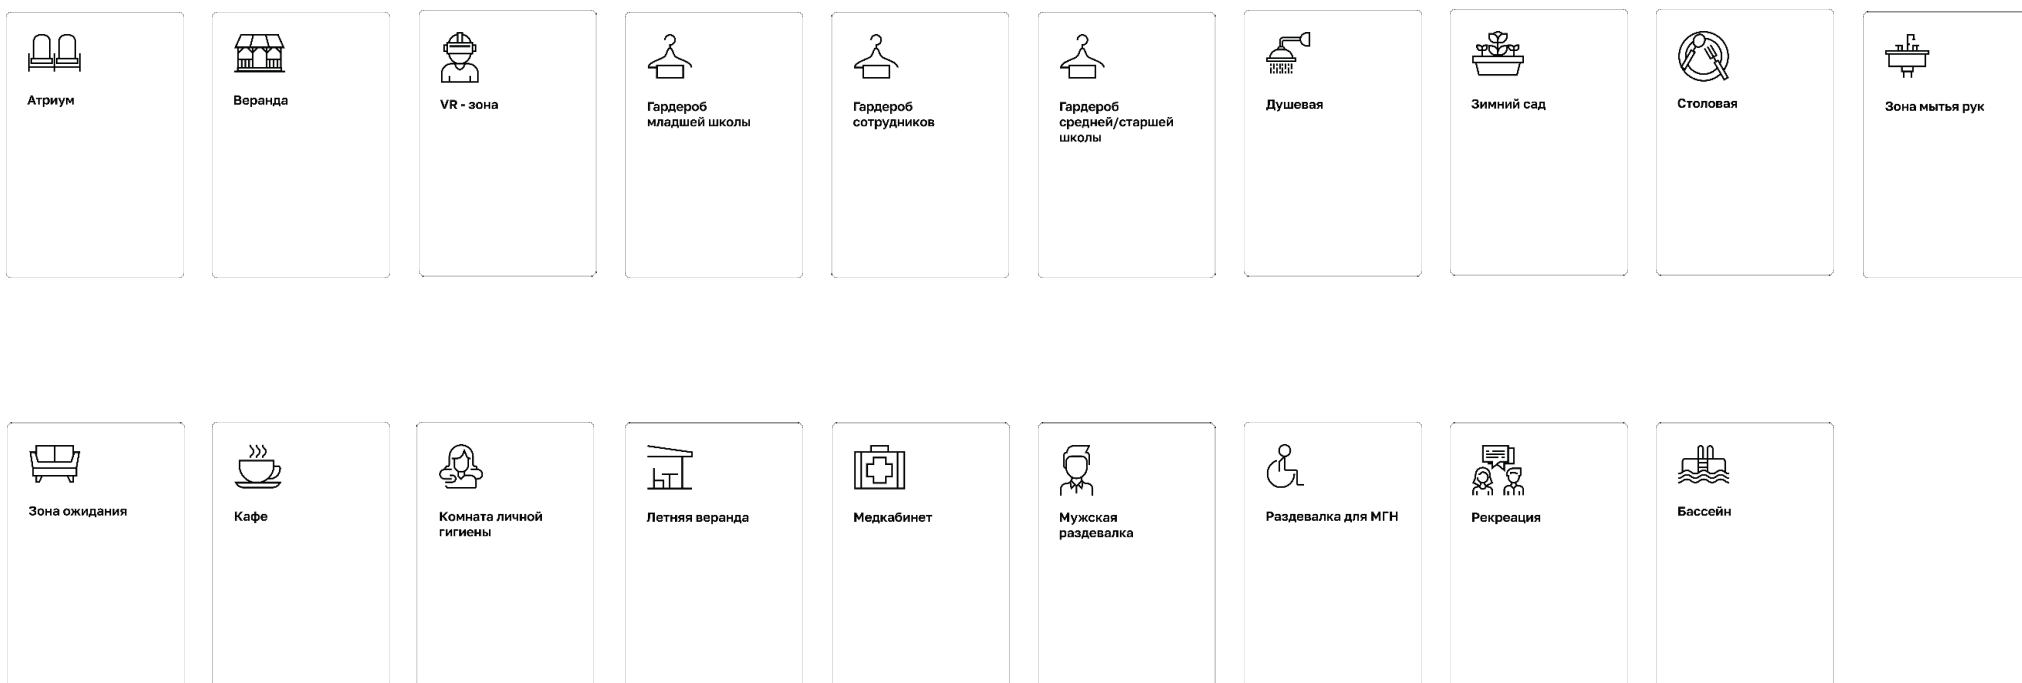 Атриум
Веранда
VR - зона
Гардероб
младшей школы
Гардероб
сотрудников
Гардероб
средней/старшей
школы
Душевая
Зимний сад
Столовая
Зона мытья рук
Зона ожидания
Кафе
Комната личной
гигиены
Летняя веранда
Медкабинет
Мужская
раздевалка
Раздевалка для МГН
Рекреация
Бассейн